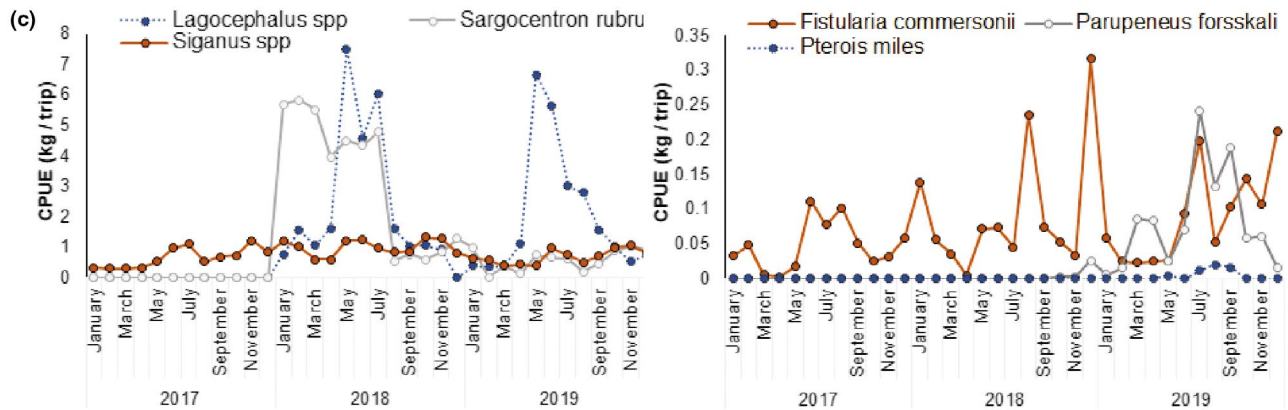 (c)
Lagocephalus spp
Sargocentron rubru
Siganus spp
CPUE (kg / trip)
8
7
6
5
4
3
2
1
0
January
March
May
July
September
November
January
March
May
July
September
November
January
March
May
July
September
November
2017
2018
2019
Fistularia commersonii
Parupeneus forsskali
Pterois miles
CPUE (kg / trip)
0.35
0.3
0.25
0.2
0.15
0.1
0.05
0
January
March
May
July
September
November
January
March
May
July
September
November
January
March
May
July
September
November
2017
2018
2019